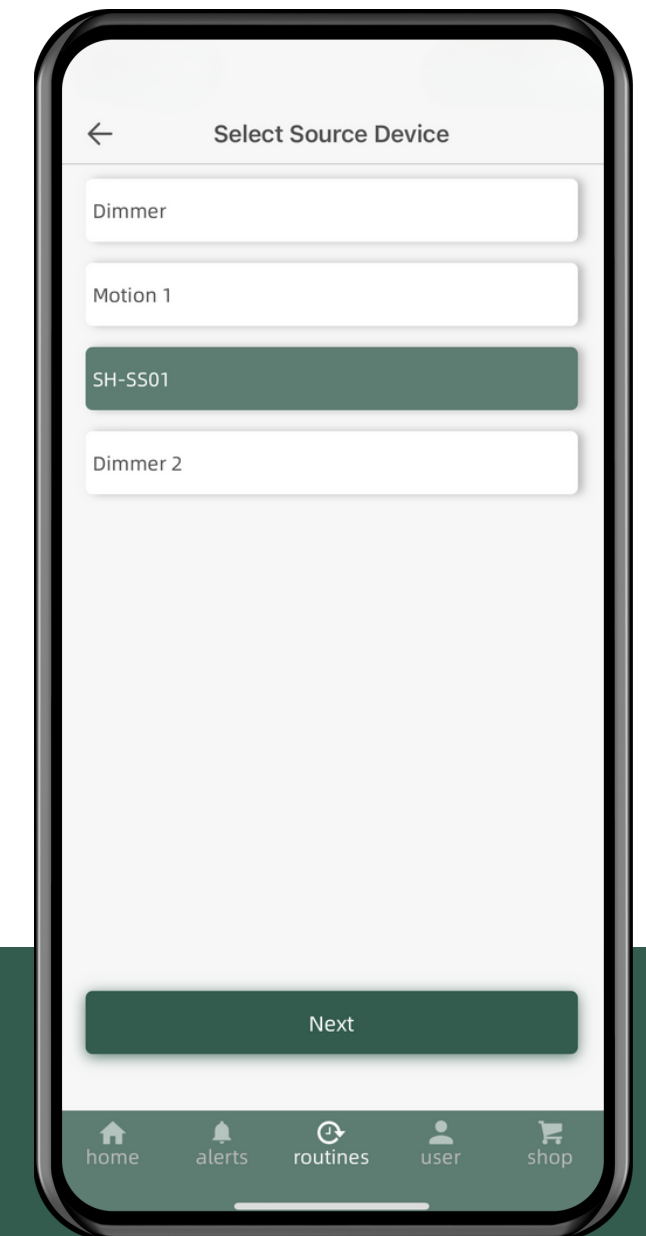 Select Source Device
Dimmer
Motion 1
SH-SS01
Dimmer 2
Next
home alerts routines user shop